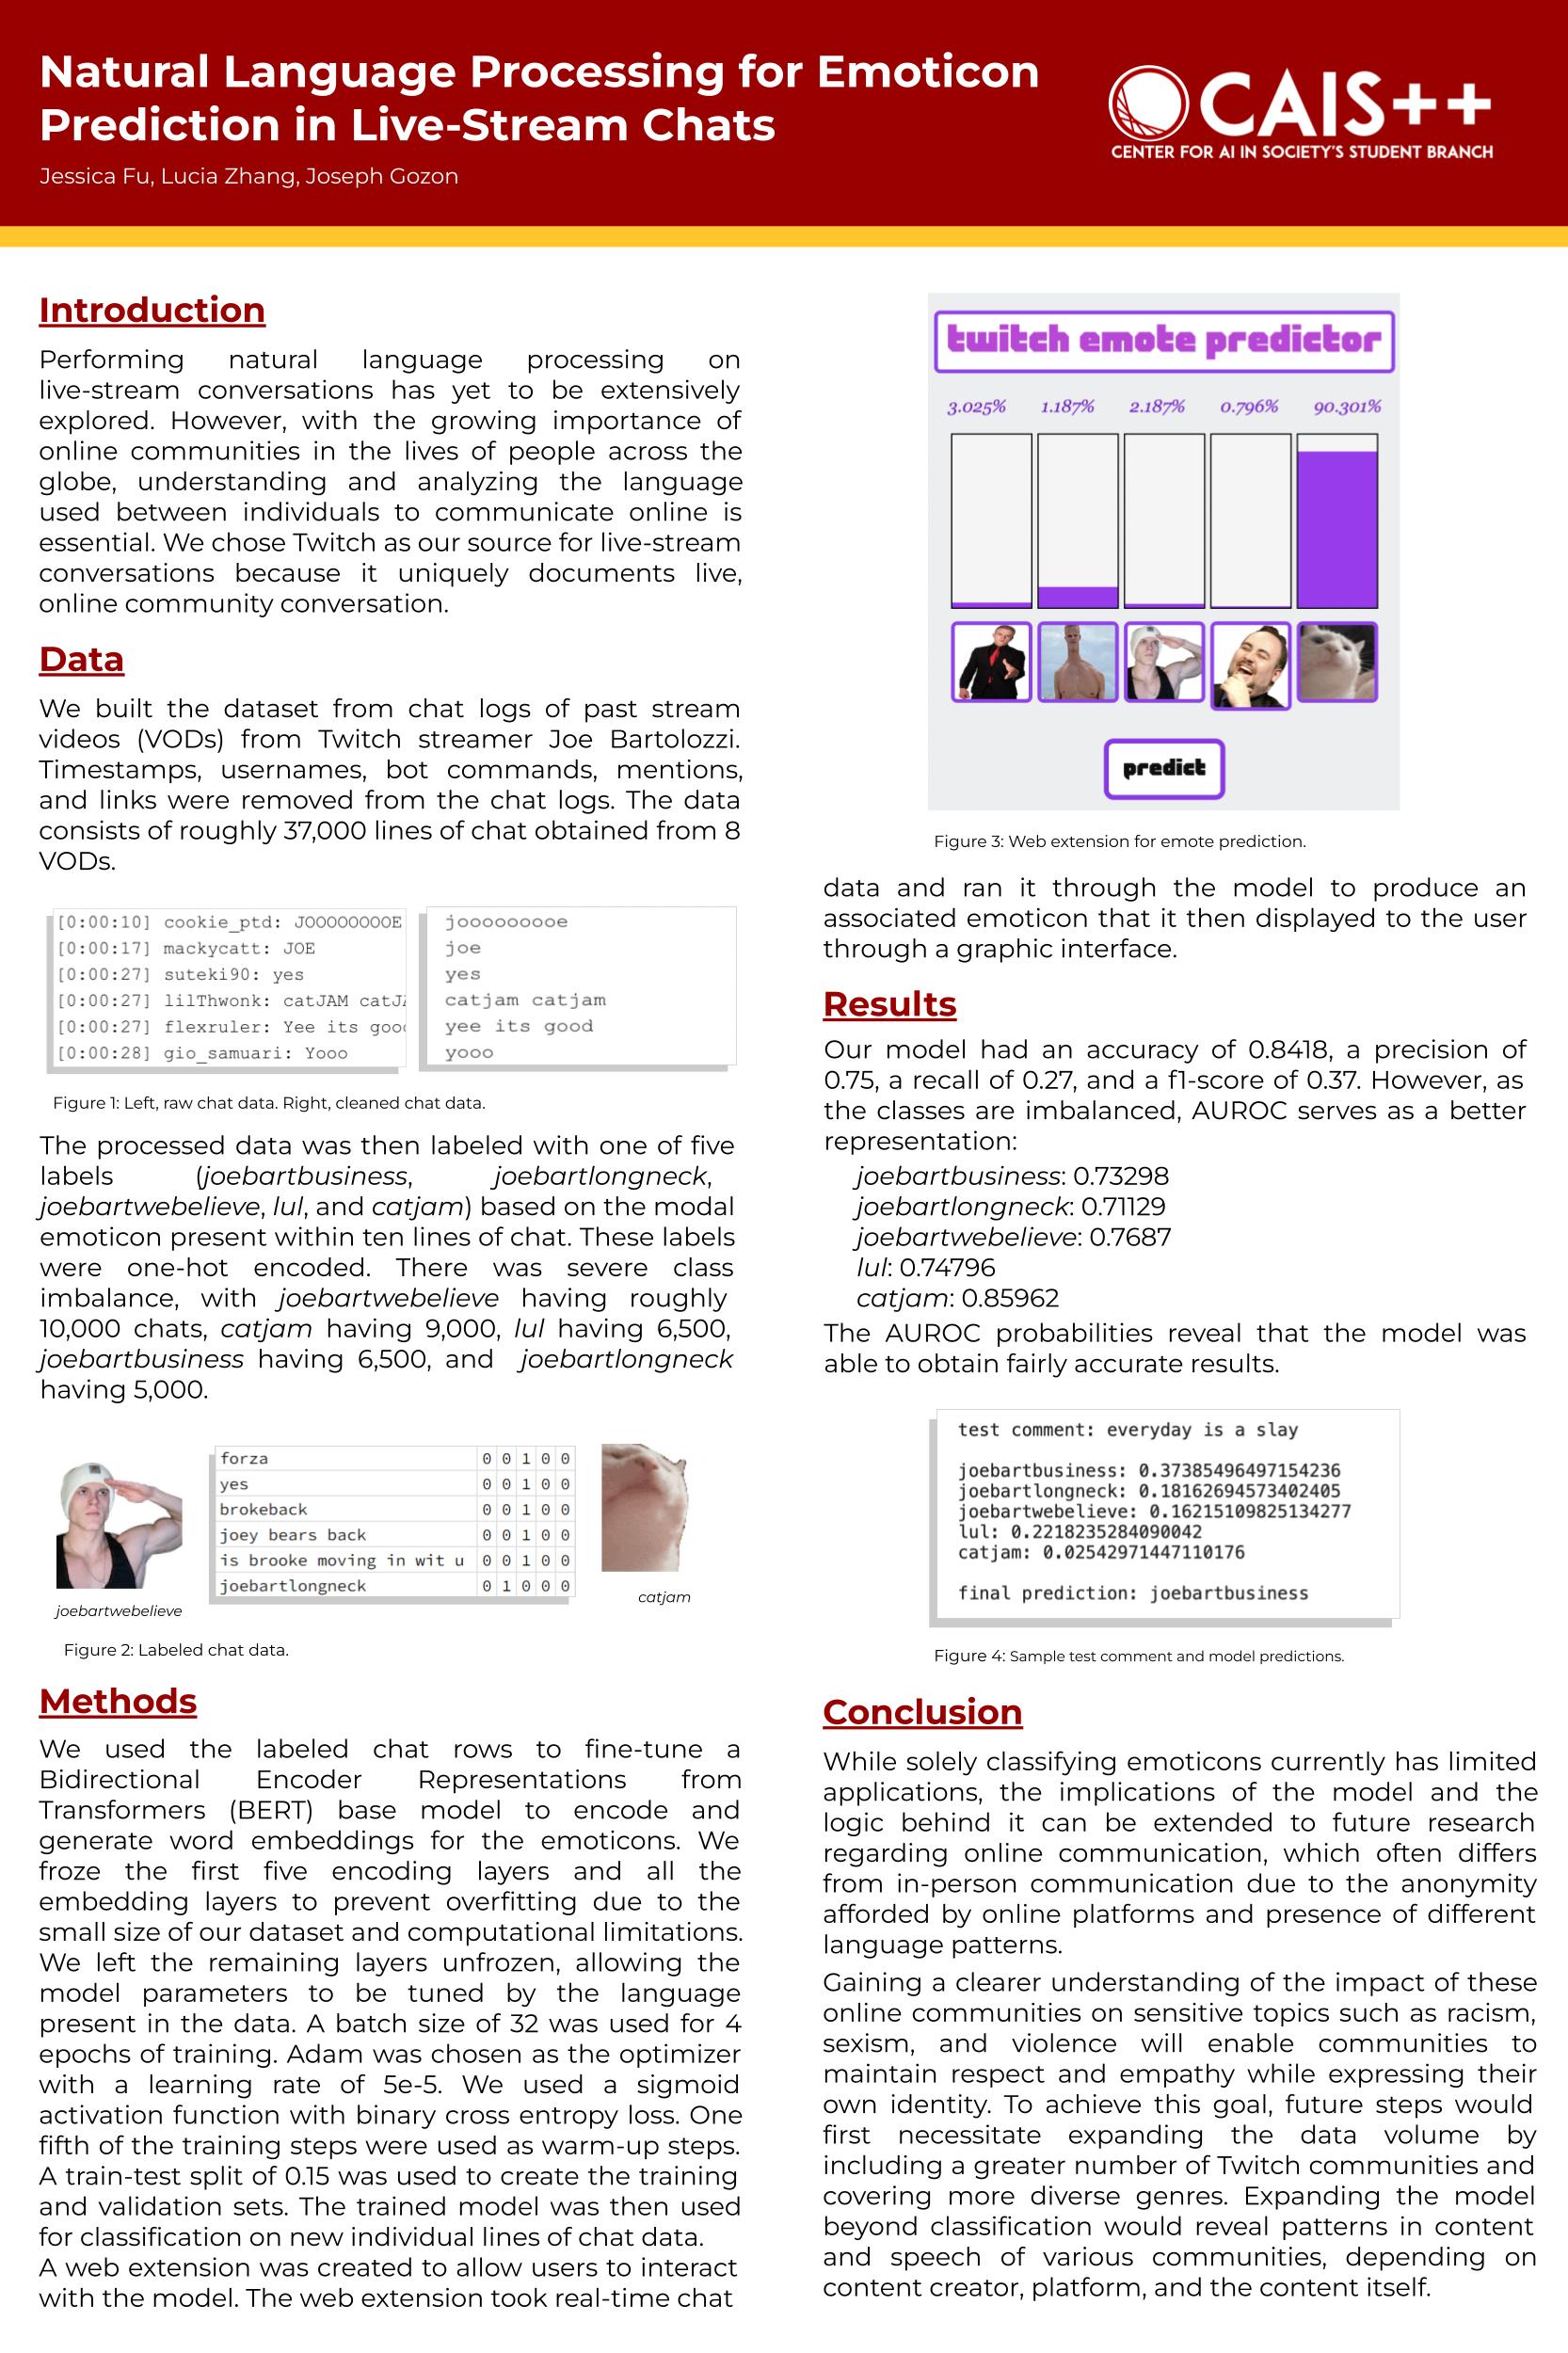 Natural Language Processing for Emoticon
Prediction in Live-Stream Chats
Jessica Fu, Lucia Zhang, Joseph Gozon
CAIS++
CENTER FOR AI IN SOCIETY'S STUDENT BRANCH
Introduction
Performing natural language processing on
live-stream conversations has yet to be extensively
explored. However, with the growing importance of
online communities in the lives of people across the
globe, understanding and analyzing the language
used between individuals to communicate online is
essential. We chose Twitch as our source for live-stream
conversations because it uniquely documents live,
online community conversation.
Data
We built the dataset from chat logs of past stream
videos (VODs) from Twitch streamer Joe Bartolozzi.
Timestamps, usernames, bot commands, mentions,
and links were removed from the chat logs. The data
consists of roughly 37,000 lines of chat obtained from 8
VODs.
[0:00:10] cookie_ptd: JOOOOOOOOE
[0:00:17] mackycatt: JOE
[0:00:27] suteki90: yes
[0:00:27] lilThwonk: catJAM catJA
[0:00:27] flexruler: Yee its good
[0:00:28] gio_samuari: Yooo
jooooooooe
joe
yes
catjam catjam
yee its good
yooo
Figure 1: Left, raw chat data. Right, cleaned chat data.
The processed data was then labeled with one of five
labels (joebartbusiness, joebartlongneck,
joebartwebelieve, lul, and catjam) based on the modal
emoticon present within ten lines of chat. These labels
were one-hot encoded. There was severe class
imbalance, with joebartwebelieve having roughly
10,000 chats, catjam having 9,000, lul having 6,500,
joebartbusiness having 6,500, and joebartlongneck
having 5,000.
forza 0 0 1 0 0
yes 0 0 1 0 0
brokeback 0 0 1 0 0
joey bears back 0 0 1 0 0
is brooke moving in wit u 0 0 1 0 0
joebartlongneck 0 1 0 0 0
joebartwebelieve
catjam
Figure 2: Labeled chat data.
Methods
We used the labeled chat rows to fine-tune a
Bidirectional Encoder Representations from
Transformers (BERT) base model to encode and
generate word embeddings for the emoticons. We
froze the first five encoding layers and all the
embedding layers to prevent overfitting due to the
small size of our dataset and computational limitations.
We left the remaining layers unfrozen, allowing the
model parameters to be tuned by the language
present in the data. A batch size of 32 was used for 4
epochs of training. Adam was chosen as the optimizer
with a learning rate of 5e-5. We used a sigmoid
activation function with binary cross entropy loss. One
fifth of the training steps were used as warm-up steps.
A train-test split of 0.15 was used to create the training
and validation sets. The trained model was then used
for classification on new individual lines of chat data.
A web extension was created to allow users to interact
with the model. The web extension took real-time chat
twitch emote predictor
3.025% 1.187% 2.187% 0.796% 90.301%
predict
Figure 3: Web extension for emote prediction.
data and ran it through the model to produce an
associated emoticon that it then displayed to the user
through a graphic interface.
Results
Our model had an accuracy of 0.8418, a precision of
0.75, a recall of 0.27, and a f1-score of 0.37. However, as
the classes are imbalanced, AUROC serves as a better
representation:
joebartbusiness: 0.73298
joebartlongneck: 0.71129
joebartwebelieve: 0.7687
lul: 0.74796
catjam: 0.85962
The AUROC probabilities reveal that the model was
able to obtain fairly accurate results.
test comment: everyday is a slay
joebartbusiness: 0.37385496497154236
joebartlongneck: 0.18162694573402405
joebartwebelieve: 0.16215109825134277
lul: 0.2218235284090042
catjam: 0.02542971447110176
final prediction: joebartbusiness
Figure 4: Sample test comment and model predictions.
Conclusion
While solely classifying emoticons currently has limited
applications, the implications of the model and the
logic behind it can be extended to future research
regarding online communication, which often differs
from in-person communication due to the anonymity
afforded by online platforms and presence of different
language patterns.
Gaining a clearer understanding of the impact of these
online communities on sensitive topics such as racism,
sexism, and violence will enable communities to
maintain respect and empathy while expressing their
own identity. To achieve this goal, future steps would
first necessitate expanding the data volume by
including a greater number of Twitch communities and
covering more diverse genres. Expanding the model
beyond classification would reveal patterns in content
and speech of various communities, depending on
content creator, platform, and the content itself.